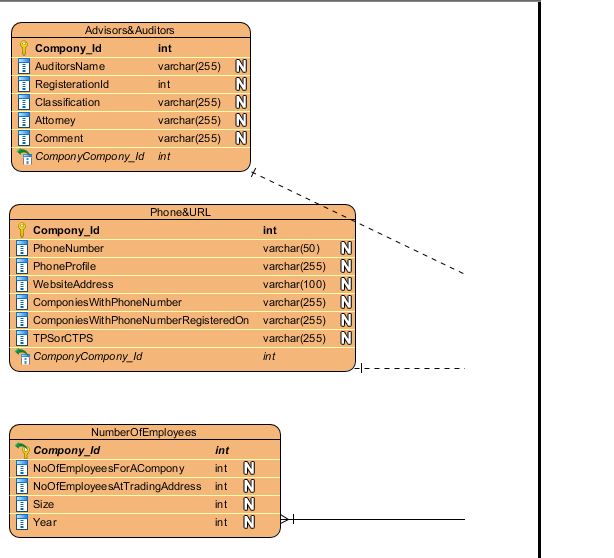 Advisors&Auditors
Compony_Id int
AuditorsName varchar(255) N
RegisterationId int N
Classification varchar(255) N
Attorney varchar(255) N
Comment varchar(255) N
ComponyCompony_Id int
Phone&URL
Compony_Id int
PhoneNumber varchar(50) N
PhoneProfile varchar(255) N
WebsiteAddress varchar(100) N
ComponiesWithPhoneNumber varchar(255) N
ComponiesWithPhoneNumberRegisteredOn varchar(255) N
TPSorCTPS varchar(255) N
ComponyCompony_Id int
NumberOfEmployees
Compony_Id int
NoOfEmployeesForACompony int N
NoOfEmployeesAtTradingAddress int N
Size int N
Year int N